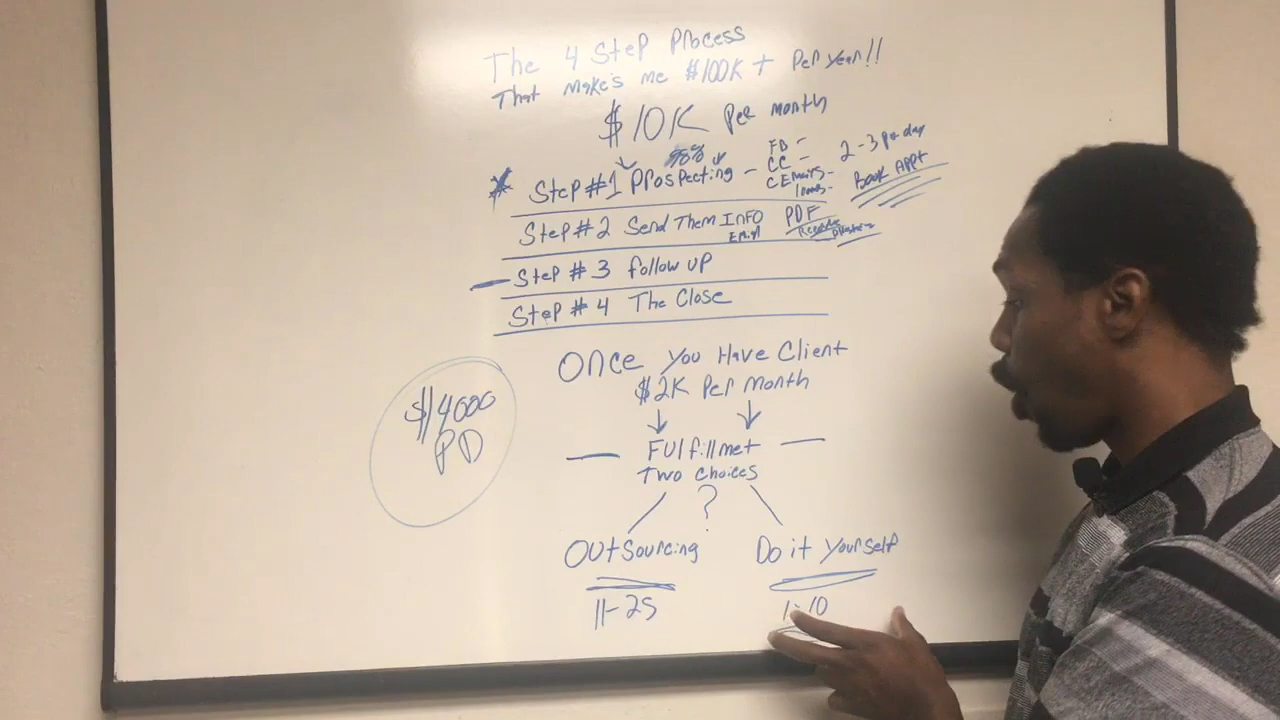 The 4 Step Process
That Make's me $100K + Per year!!
$10K Per month
90%
* Step #1 Prospecting -
FB -
CC -
C Emails -
2-3 per day
Book Appt
Step #2 Send Them Info
Email
PDF
Step #3 Follow up
Step #4 The Close
Once You Have Client
$2K Per month
Fulfillmet
Two choices
?
Outsourcing
Do it yourself
11-25
1-10
$4000
PD